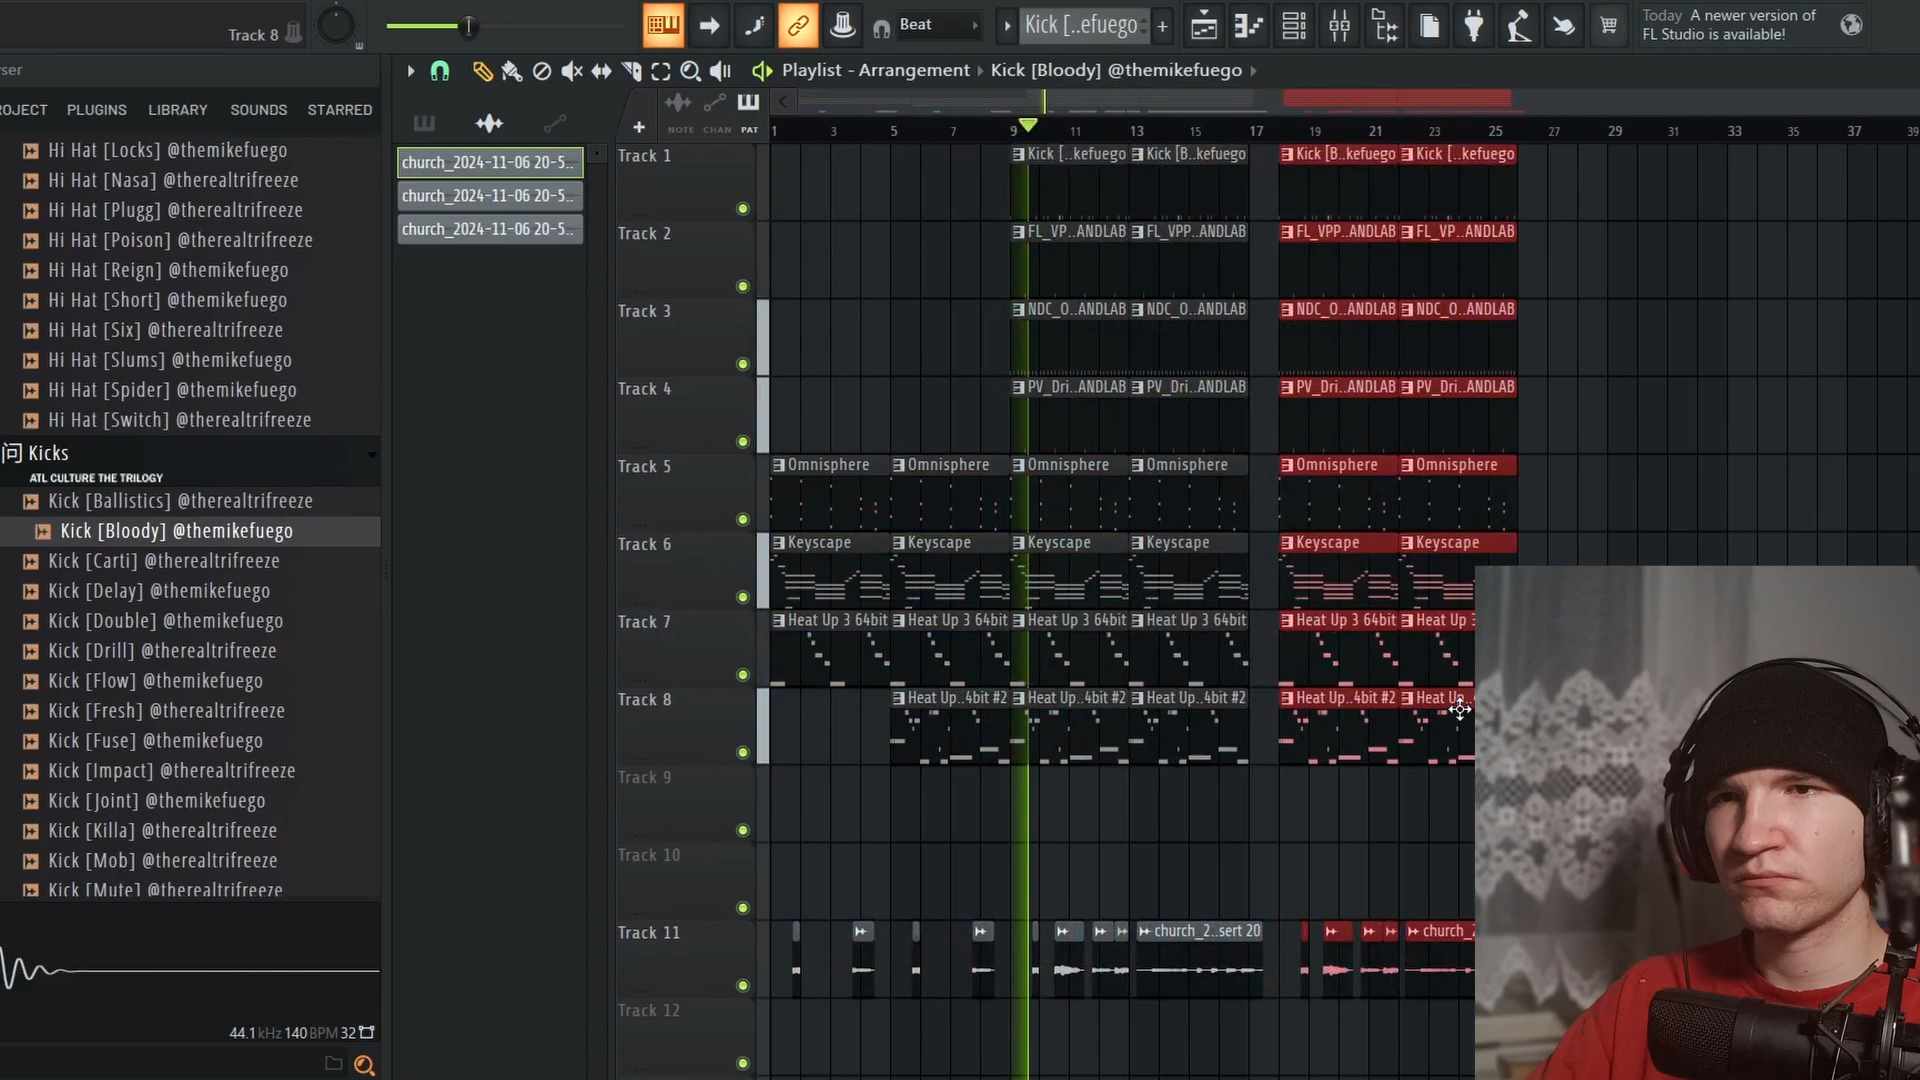 Track 8
Beat
Kick [..efuego
Today A newer version of
FL Studio is available!
ser
Playlist - Arrangement
Kick [Bloody] @themikefuego
OJECT
PLUGINS
LIBRARY
SOUNDS
STARRED
NOTE
CHAN
PAT
1 3 5 7 9 11 13 15 17 19 21 23 25 27 29 31 33 35 37 39
Hi Hat [Locks] @themikefuego
Hi Hat [Nasa] @therealtrifreeze
Hi Hat [Plugg] @therealtrifreeze
Hi Hat [Poison] @therealtrifreeze
Hi Hat [Reign] @themikefuego
Hi Hat [Short] @themikefuego
Hi Hat [Six] @therealtrifreeze
Hi Hat [Slums] @themikefuego
Hi Hat [Spider] @themikefuego
Hi Hat [Switch] @therealtrifreeze
Kicks
ATL CULTURE THE TRILOGY
Kick [Ballistics] @therealtrifreeze
Kick [Bloody] @themikefuego
Kick [Carti] @therealtrifreeze
Kick [Delay] @themikefuego
Kick [Double] @themikefuego
Kick [Drill] @therealtrifreeze
Kick [Flow] @themikefuego
Kick [Fresh] @themikefuego
Kick [Fuse] @themikefuego
Kick [Impact] @therealtrifreeze
Kick [Joint] @themikefuego
Kick [Killa] @therealtrifreeze
Kick [Mob] @therealtrifreeze
Kick [Mute] @therealtrifreeze
44.1 kHz 140 BPM 32
church_2024-11-06 20-5..
church_2024-11-06 20-5..
church_2024-11-06 20-5..
Track 1
Kick [..kefuego
Kick [B..kefuego
Kick [B..kefuego
Kick [..kefuego
Track 2
FL_VP..ANDLAB
FL_VPP..ANDLAB
FL_VPP..ANDLAB
FL_VP..ANDLAB
Track 3
NDC_O..ANDLAB
NDC_O..ANDLAB
NDC_O..ANDLAB
NDC_O..ANDLAB
Track 4
PV_Dri..ANDLAB
PV_Dri..ANDLAB
PV_Dri..ANDLAB
PV_Dri..ANDLAB
Track 5
Omnisphere
Omnisphere
Omnisphere
Omnisphere
Omnisphere
Omnisphere
Track 6
Keyscape
Keyscape
Keyscape
Keyscape
Keyscape
Keyscape
Track 7
Heat Up 3 64bit
Heat Up 3 64bit
Heat Up 3 64bit
Heat Up 3 64bit
Heat Up 3 64bit
Heat Up 3
Track 8
Heat Up..4bit #2
Heat Up..4bit #2
Heat Up..4bit #2
Heat Up..4bit #2
Heat Up..
Track 9
Track 10
Track 11
church_2..sert 20
church_2
Track 12